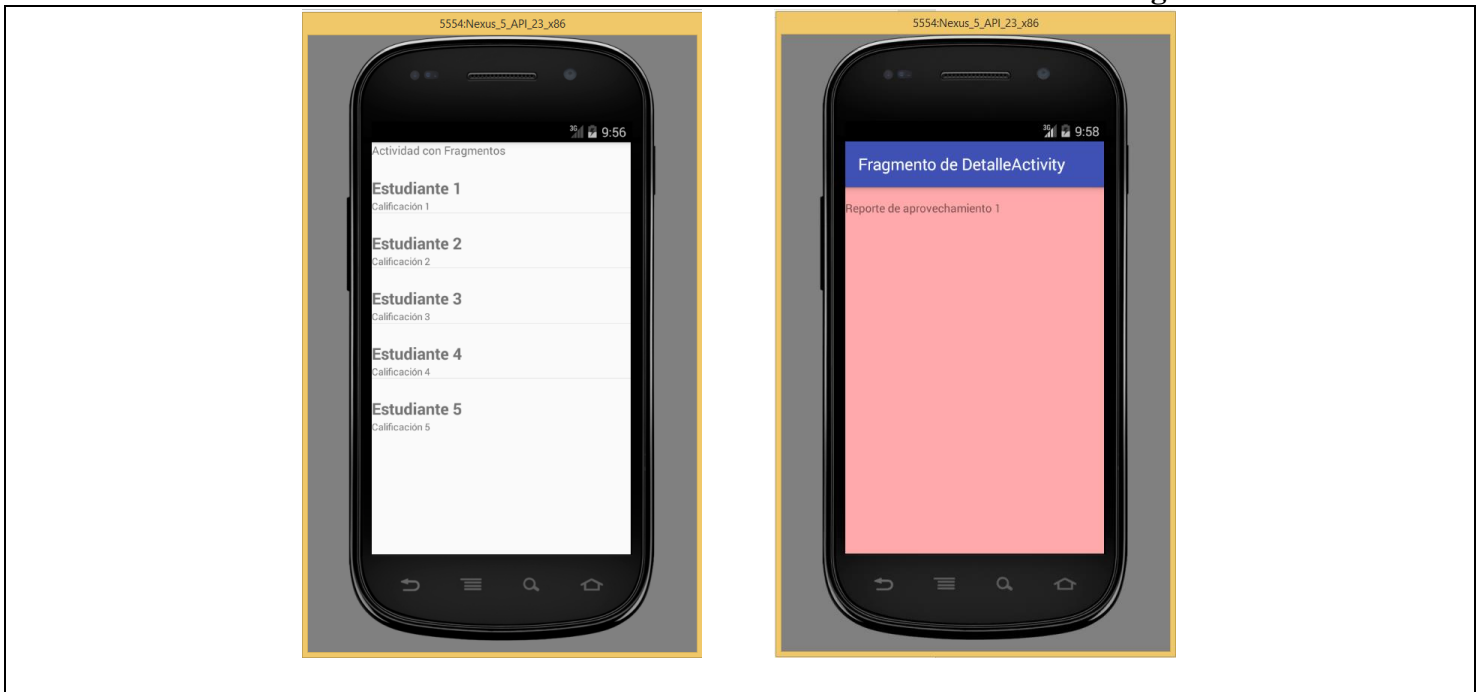 5554:Nexus_5_API_23_x86
3G 9:56
Actividad con Fragmentos
Estudiante 1
Calificación 1
Estudiante 2
Calificación 2
Estudiante 3
Calificación 3
Estudiante 4
Calificación 4
Estudiante 5
Calificación 5
5554:Nexus_5_API_23_x86
3G 9:58
Fragmento de DetalleActivity
Reporte de aprovechamiento 1